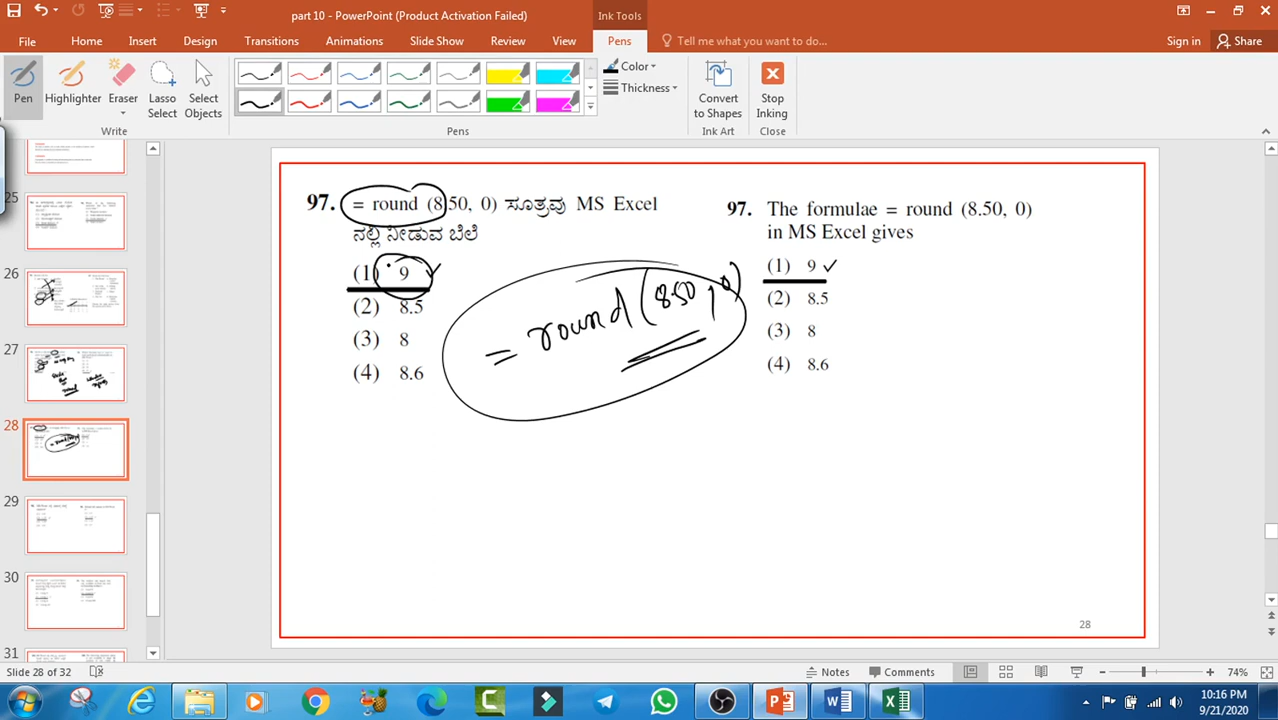 part 10 - PowerPoint (Product Activation Failed)
Ink Tools
File
Home
Insert
Design
Transitions
Animations
Slide Show
Review
View
Pens
Tell me what you want to do...
Sign in
Share
Pen
Highlighter
Eraser
Lasso
Select
Select
Objects
Color
Thickness
Convert
to Shapes
Stop
Inking
Write
Pens
Ink Art
Close
25
26
27
28
29
30
31
97. = round (8.50, 0) ಸೂತ್ರವು MS Excel
ನಲ್ಲಿ ನೀಡುವ ಬೆಲೆ
(1) 9
(2) 8.5
(3) 8
(4) 8.6
= round (8.50, 0)
97. The formulae = round (8.50, 0)
in MS Excel gives
(1) 9 ✓
(2) 8.5
(3) 8
(4) 8.6
28
Slide 28 of 32
Notes
Comments
74%
10:16 PM
9/21/2020